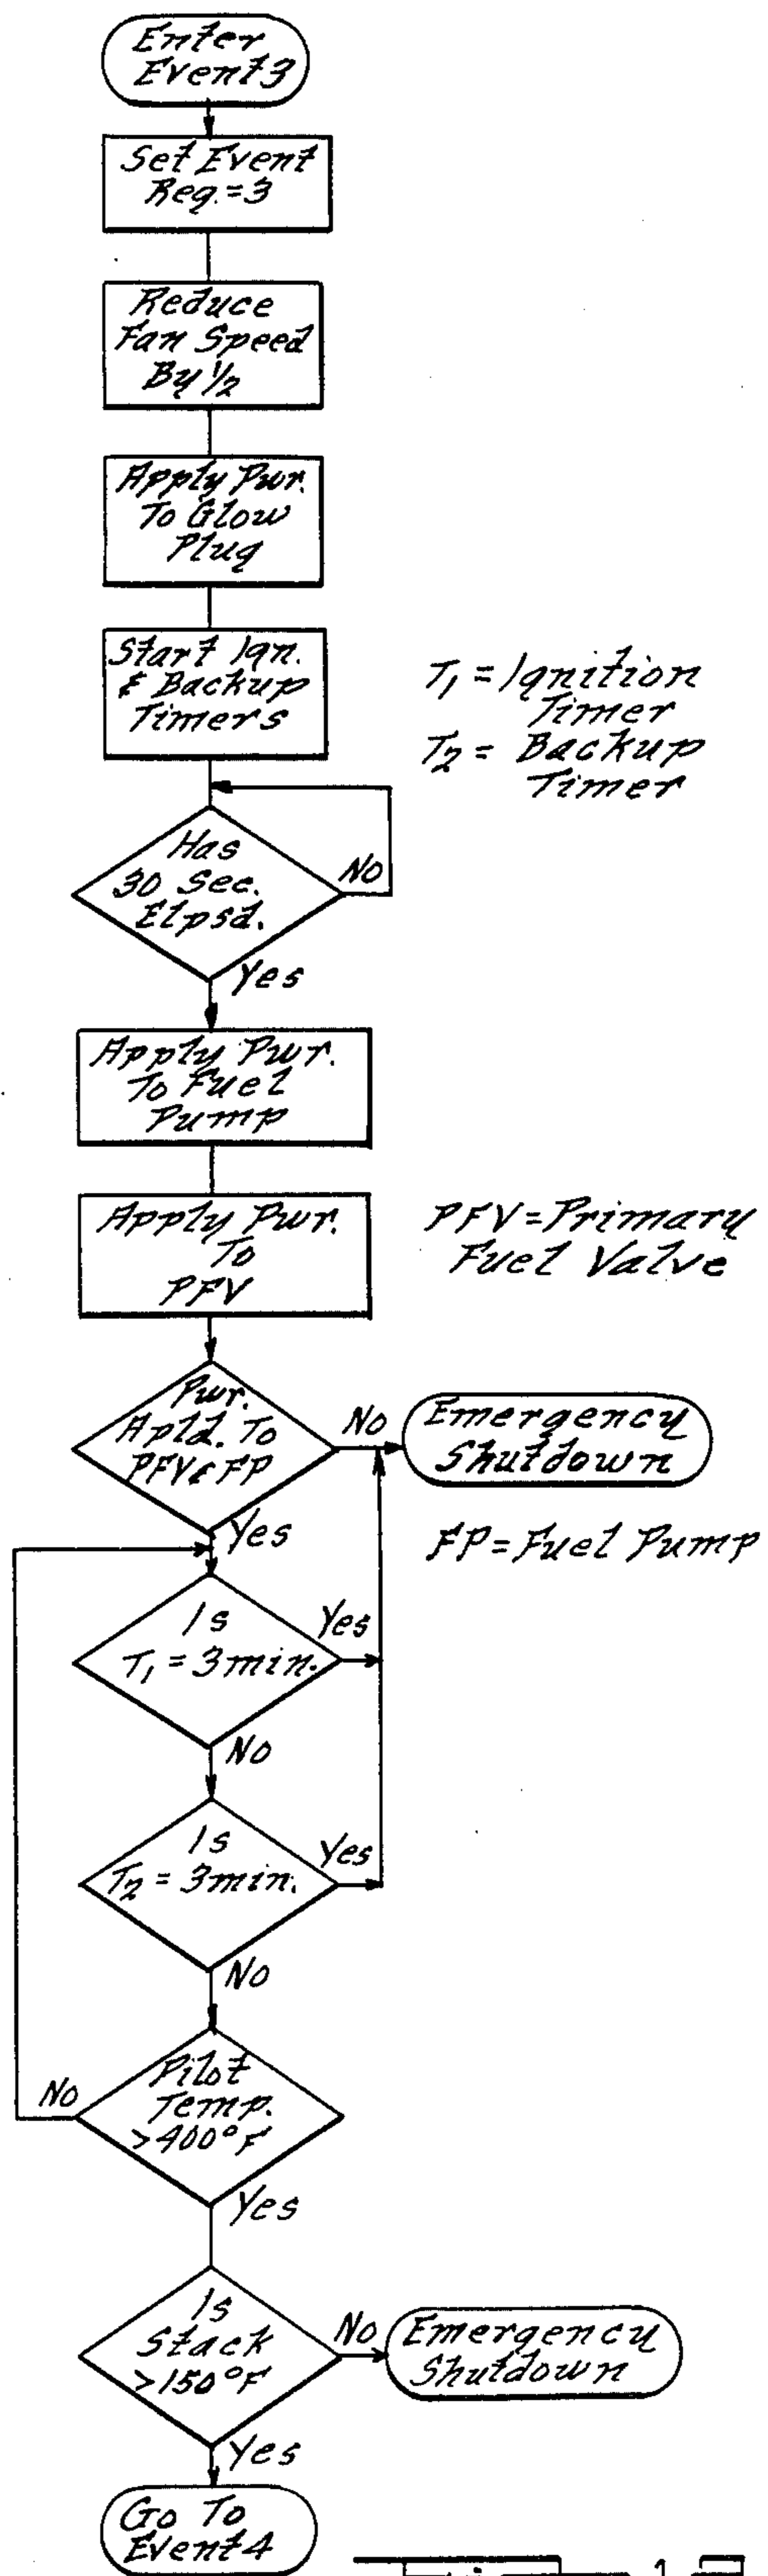 Enter
Event 3
Set Event
Reg. = 3
Reduce
Fan Speed
By 1/2
Apply Pwr.
To Glow
Plug
Start Ign.
& Backup
Timers
T1 = Ignition
Timer
T2 = Backup
Timer
Has
30 Sec.
Elpsd.
No
Yes
Apply Pwr.
To Fuel
Pump
Apply Pwr.
To
PFV
PFV = Primary
Fuel Valve
Pwr.
Apld. To
PFV & FP
No
Emergency
Shutdown
Yes
FP = Fuel Pump
Is
T1 = 3 min.
Yes
No
Is
T2 = 3 min.
Yes
No
Pilot
Temp.
>400°F
No
Yes
Is
Stack
>150°F
No
Emergency
Shutdown
Yes
Go To
Event 4